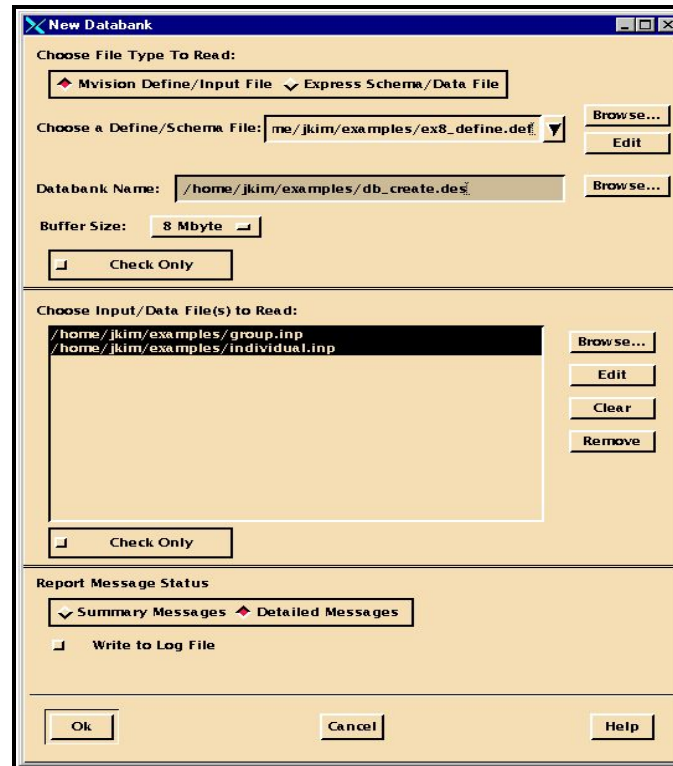 New Databank
Choose File Type To Read:
Mvision Define/Input File Express Schema/Data File
Choose a Define/Schema File: me/jkim/examples/ex8_define.def Browse...
Edit
Databank Name: /home/jkim/examples/db_create.des Browse...
Buffer Size: 8 Mbyte
Check Only
Choose Input/Data File(s) to Read:
/home/jkim/examples/group.inp
/home/jkim/examples/individual.inp
Browse...
Edit
Clear
Remove
Check Only
Report Message Status
Summary Messages Detailed Messages
Write to Log File
Ok Cancel Help